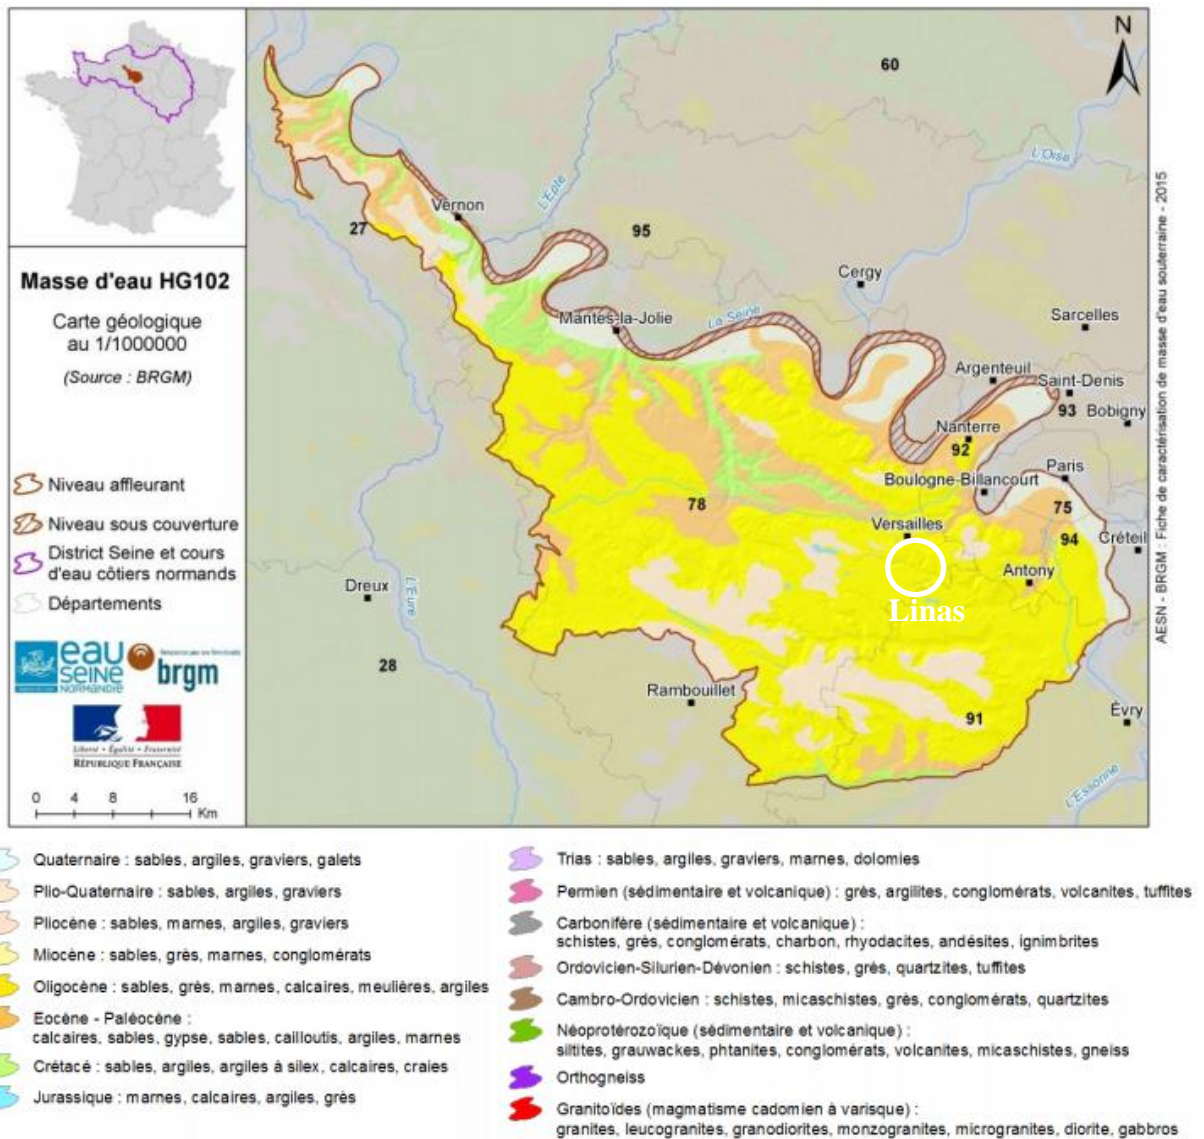 Masse d'eau HG102
Carte géologique
au 1/1000000
(Source : BRGM)
Niveau affleurant
Niveau sous couverture
District Seine et cours
d'eau côtiers normands
Départements
eau
SEINE
NORMANDIE
brgm
Liberté • Égalité • Fraternité
RÉPUBLIQUE FRANÇAISE
0 4 8 16
Km
N
60
L'Oise
L'Epte
Vernon
27
95
Cergy
Mantes-la-Jolie
La Seine
Sarcelles
Argenteuil
Saint-Denis
93
Bobigny
Nanterre
92
Paris
Boulogne-Billancourt
78
75
Versailles
94
Créteil
Antony
Dreux
L'Eure
Linas
28
Rambouillet
91
Évry
L'Essonne
AESN - BRGM : Fiche de caractérisation de masse d'eau souterraine - 2015
Quaternaire : sables, argiles, graviers, galets
Plio-Quaternaire : sables, argiles, graviers
Pliocène : sables, marnes, argiles, graviers
Miocène : sables, grès, marnes, conglomérats
Oligocène : sables, grès, marnes, calcaires, meulières, argiles
Eocène - Paléocène :
calcaires, sables, gypse, sables, cailloutis, argiles, marnes
Crétacé : sables, argiles, argiles à silex, calcaires, craies
Jurassique : marnes, calcaires, argiles, grès
Trias : sables, argiles, graviers, marnes, dolomies
Permien (sédimentaire et volcanique) : grès, argilites, conglomérats, volcanites, tuffites
Carbonifère (sédimentaire et volcanique) :
schistes, grès, conglomérats, charbon, rhyodacites, andésites, ignimbrites
Ordovicien-Silurien-Dévonien : schistes, grès, quartzites, tuffites
Cambro-Ordovicien : schistes, micaschistes, grès, conglomérats, quartzites
Néoprotérozoïque (sédimentaire et volcanique) :
siltites, grauwackes, phtanites, conglomérats, volcanites, micaschistes, gneiss
Orthogneiss
Granitoïdes (magmatisme cadomien à varisque) :
granites, leucogranites, granodiorites, monzogranites, microgranites, diorite, gabbros